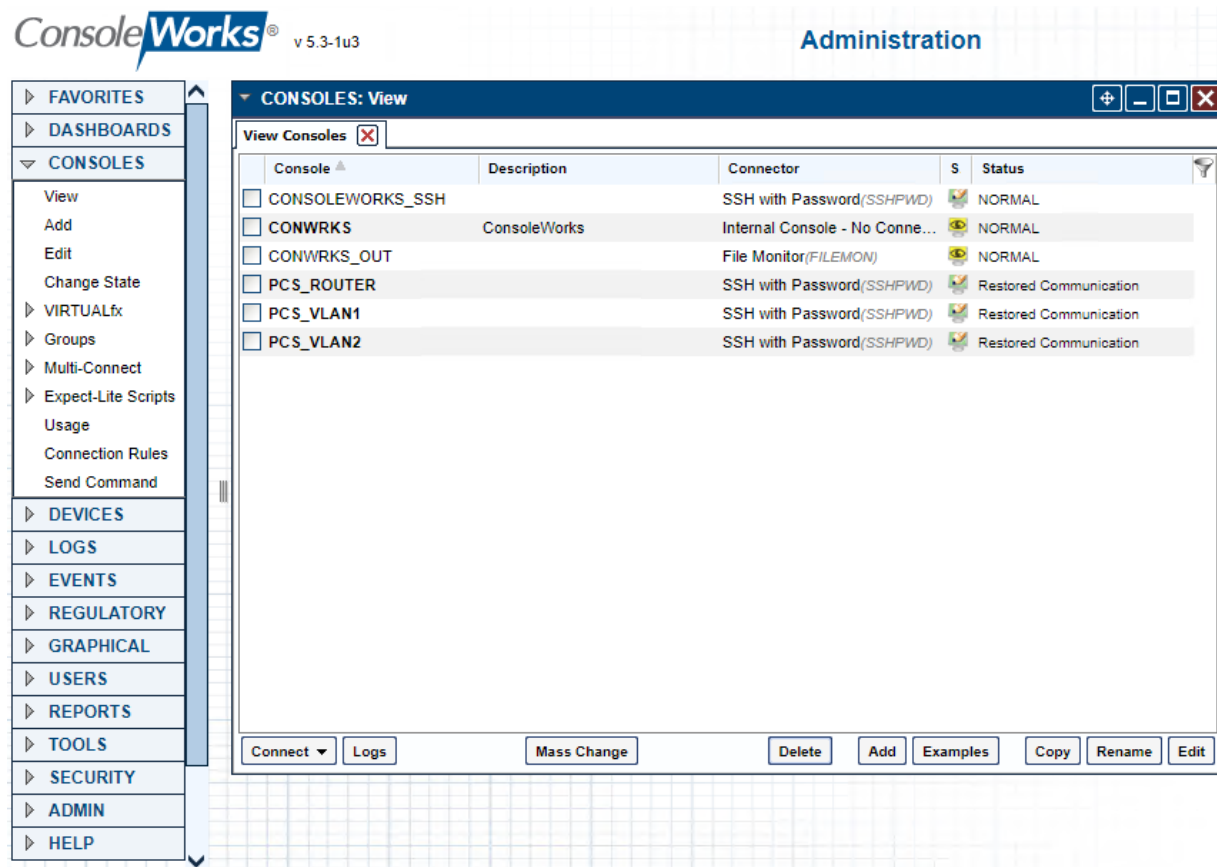 ConsoleWorks® v 5.3-1u3
Administration
FAVORITES
DASHBOARDS
CONSOLES
View
Add
Edit
Change State
VIRTUALfx
Groups
Multi-Connect
Expect-Lite Scripts
Usage
Connection Rules
Send Command
DEVICES
LOGS
EVENTS
REGULATORY
GRAPHICAL
USERS
REPORTS
TOOLS
SECURITY
ADMIN
HELP
CONSOLES: View
View Consoles
Console Description Connector S Status
CONSOLEWORKS_SSH SSH with Password(SSHPWD) NORMAL
CONWRKS ConsoleWorks Internal Console - No Conne... NORMAL
CONWRKS_OUT File Monitor(FILEMON) NORMAL
PCS_ROUTER SSH with Password(SSHPWD) Restored Communication
PCS_VLAN1 SSH with Password(SSHPWD) Restored Communication
PCS_VLAN2 SSH with Password(SSHPWD) Restored Communication
Connect Logs Mass Change Delete Add Examples Copy Rename Edit